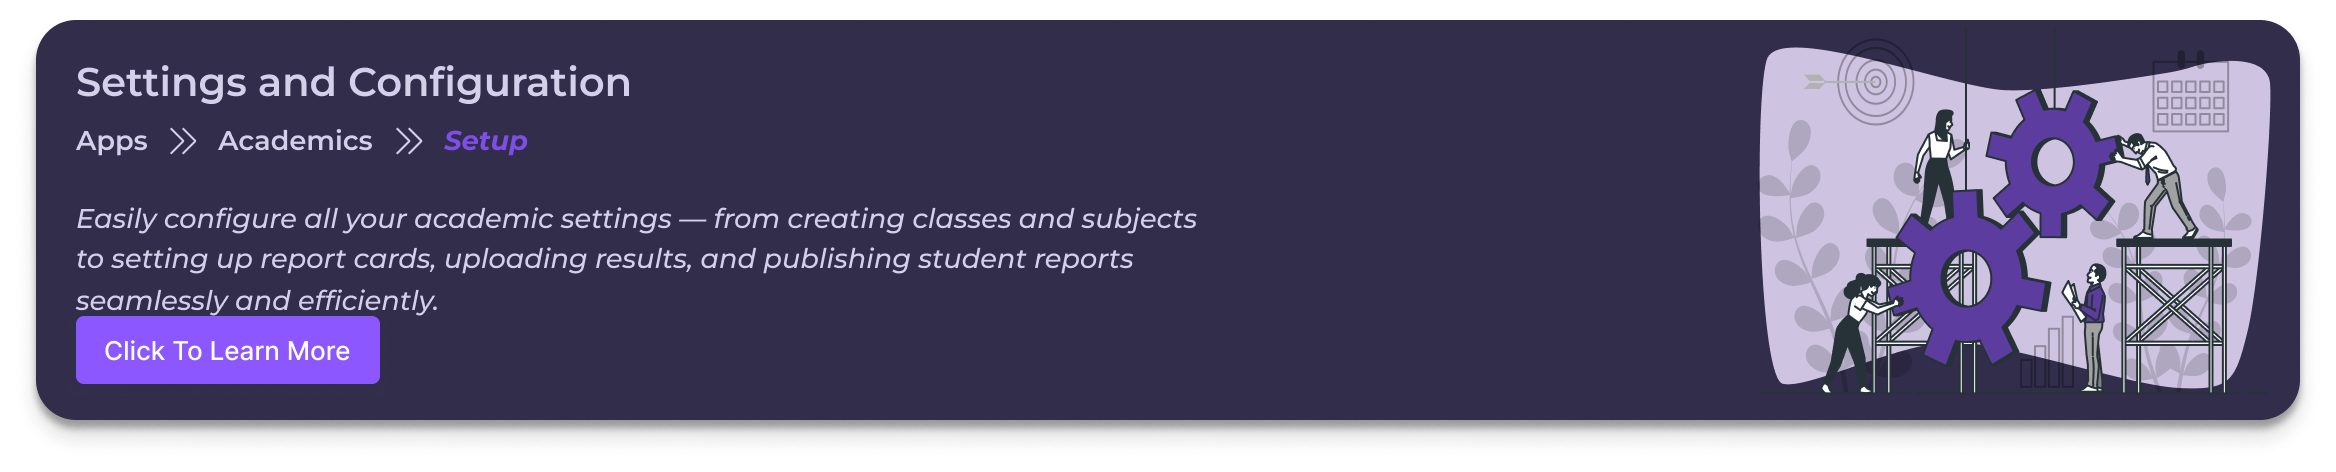 Settings and Configuration
Apps Academics Setup
Easily configure all your academic settings — from creating classes and subjects
to setting up report cards, uploading results, and publishing student reports
seamlessly and efficiently.
Click To Learn More